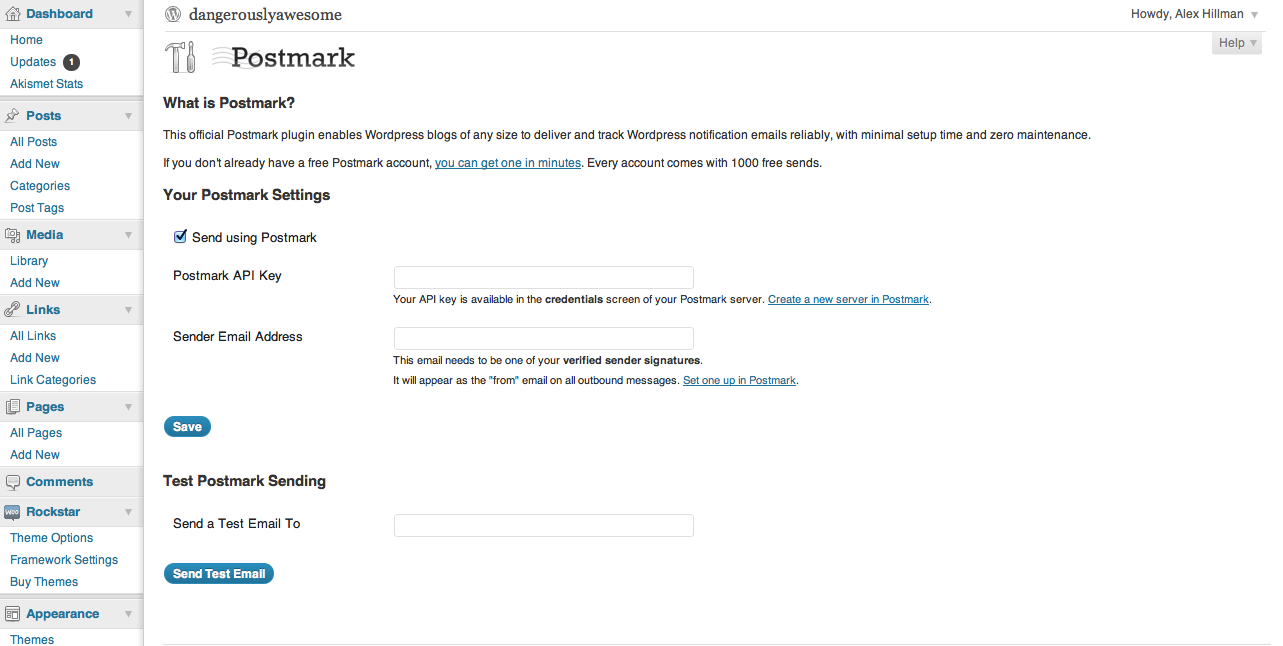 Dashboard
Home
Updates 1
Akismet Stats
Posts
All Posts
Add New
Categories
Post Tags
Media
Library
Add New
Links
All Links
Add New
Link Categories
Pages
All Pages
Add New
Comments
WOO Rockstar
Theme Options
Framework Settings
Buy Themes
Appearance
Themes
dangerouslyawesome
Howdy, Alex Hillman
Help
Postmark
What is Postmark?
This official Postmark plugin enables Wordpress blogs of any size to deliver and track Wordpress notification emails reliably, with minimal setup time and zero maintenance.
If you don't already have a free Postmark account, you can get one in minutes. Every account comes with 1000 free sends.
Your Postmark Settings
Send using Postmark
Postmark API Key
Your API key is available in the credentials screen of your Postmark server. Create a new server in Postmark.
Sender Email Address
This email needs to be one of your verified sender signatures.
It will appear as the "from" email on all outbound messages. Set one up in Postmark.
Save
Test Postmark Sending
Send a Test Email To
Send Test Email